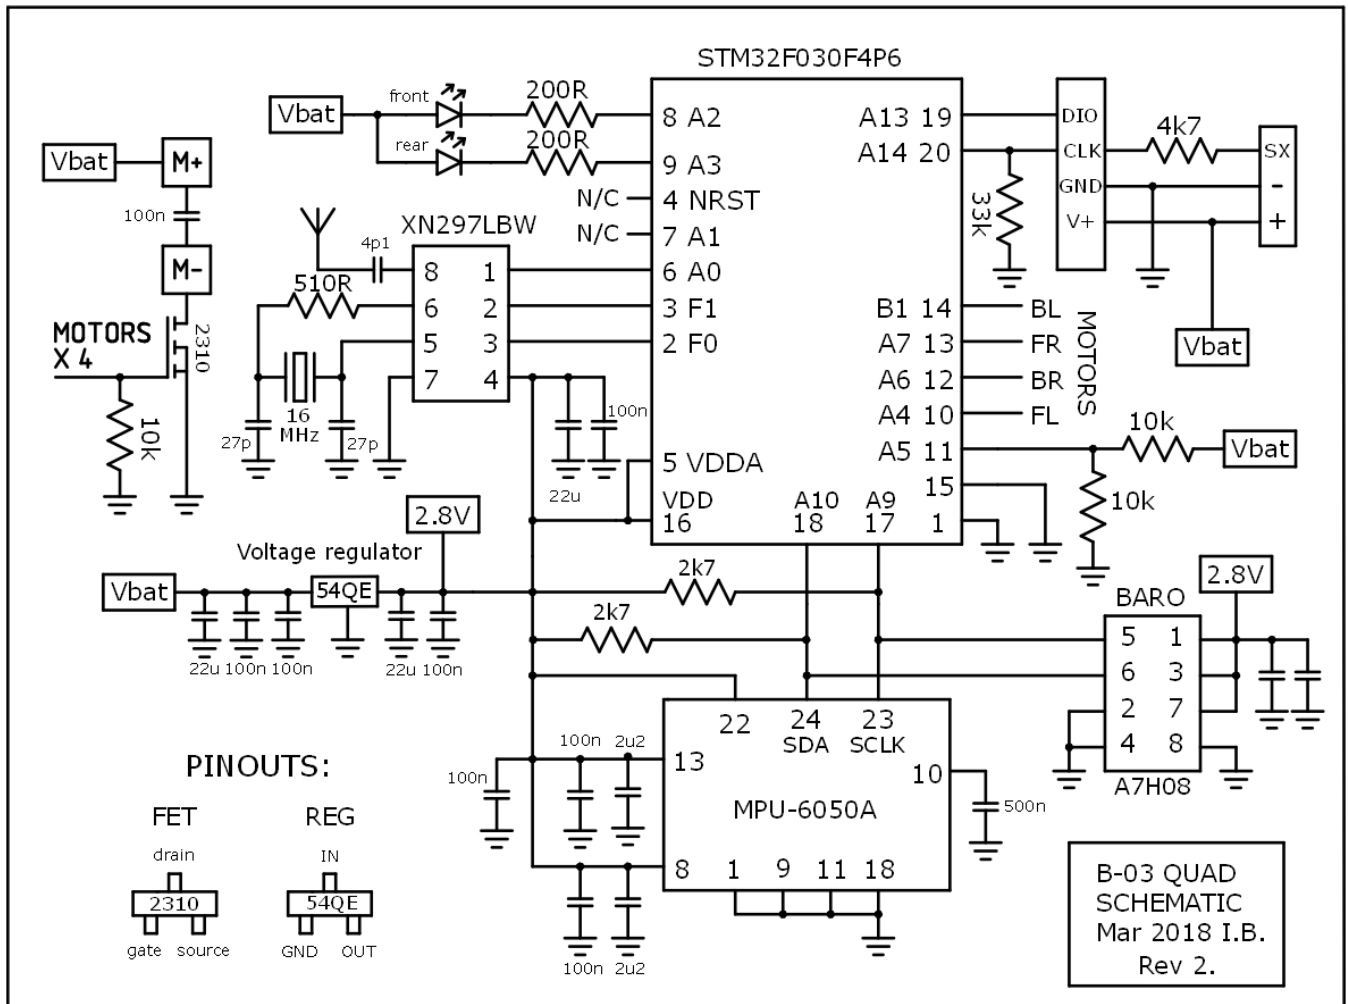 STM32F030F4P6
Vbat
front
200R
8 A2
rear
200R
9 A3
N/C
4 NRST
N/C
7 A1
6 A0
3 F1
2 F0
5 VDDA
VDD
16
A10
18
A9
17
A13 19
A14 20
B1 14
A7 13
A6 12
A4 10
A5 11
15
1
DIO
CLK
GND
V+
4k7
SX
-
+
33k
Vbat
BL
FR
BR
FL
MOTORS
10k
Vbat
10k
Vbat
M+
100n
M-
2310
MOTORS
X 4
10k
XN297LBW
4p1
8 1
510R
6 2
5 3
7 4
16
MHz
27p
27p
22u
100n
2.8V
Voltage regulator
Vbat
54QE
22u 100n 100n
22u 100n
2k7
2k7
2.8V
BARO
5 1
6 3
2 7
4 8
A7H08
22
24
SDA
23
SCLK
13
10
MPU-6050A
8
1 9 11 18
100n
100n
2u2
100n
2u2
500n
PINOUTS:
FET
REG
drain
IN
2310
54QE
gate source
GND OUT
B-03 QUAD
SCHEMATIC
Mar 2018 I.B.
Rev 2.